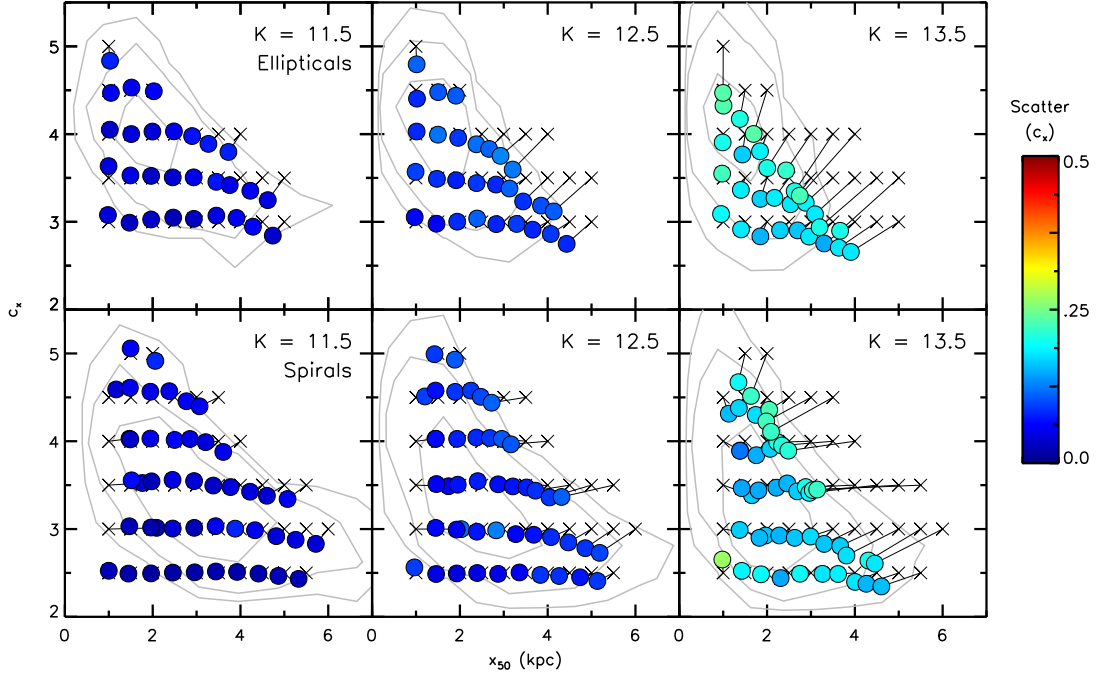 K = 11.5
Ellipticals
K = 12.5
K = 13.5
5
4
3
2
K = 11.5
Spirals
K = 12.5
K = 13.5
5
4
3
2
cₓ
0 2 4 6 0 2 4 6 0 2 4 6
x₅₀ (kpc)
Scatter
(cₓ)
0.5
.25
0.0